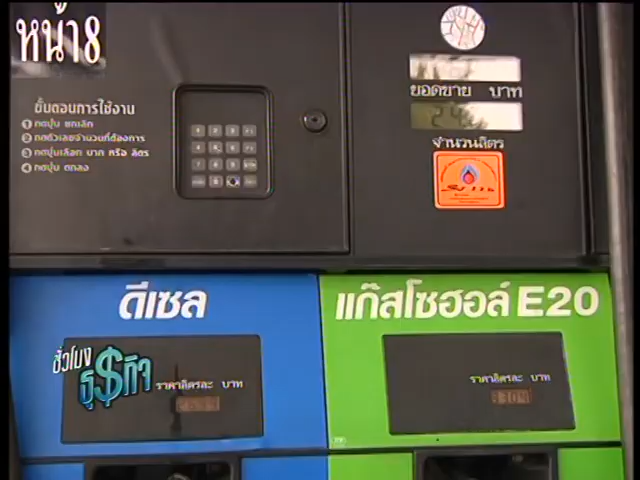 หน้า 8
ขั้นตอนการใช้งาน
1 กดปุ่ม ยกเลิก
2 กดตัวเลขจำนวนที่ต้องการ
3 กดปุ่มเลือก บาท หรือ ลิตร
4 กดปุ่ม ตกลง
ยอดขาย บาท
จำนวนลิตร
ดีเซล
แก๊สโซฮอล์ E20
ชั่วโมง
ธุรกิจ
ราคาลิตรละ บาท
ราคาลิตรละ บาท